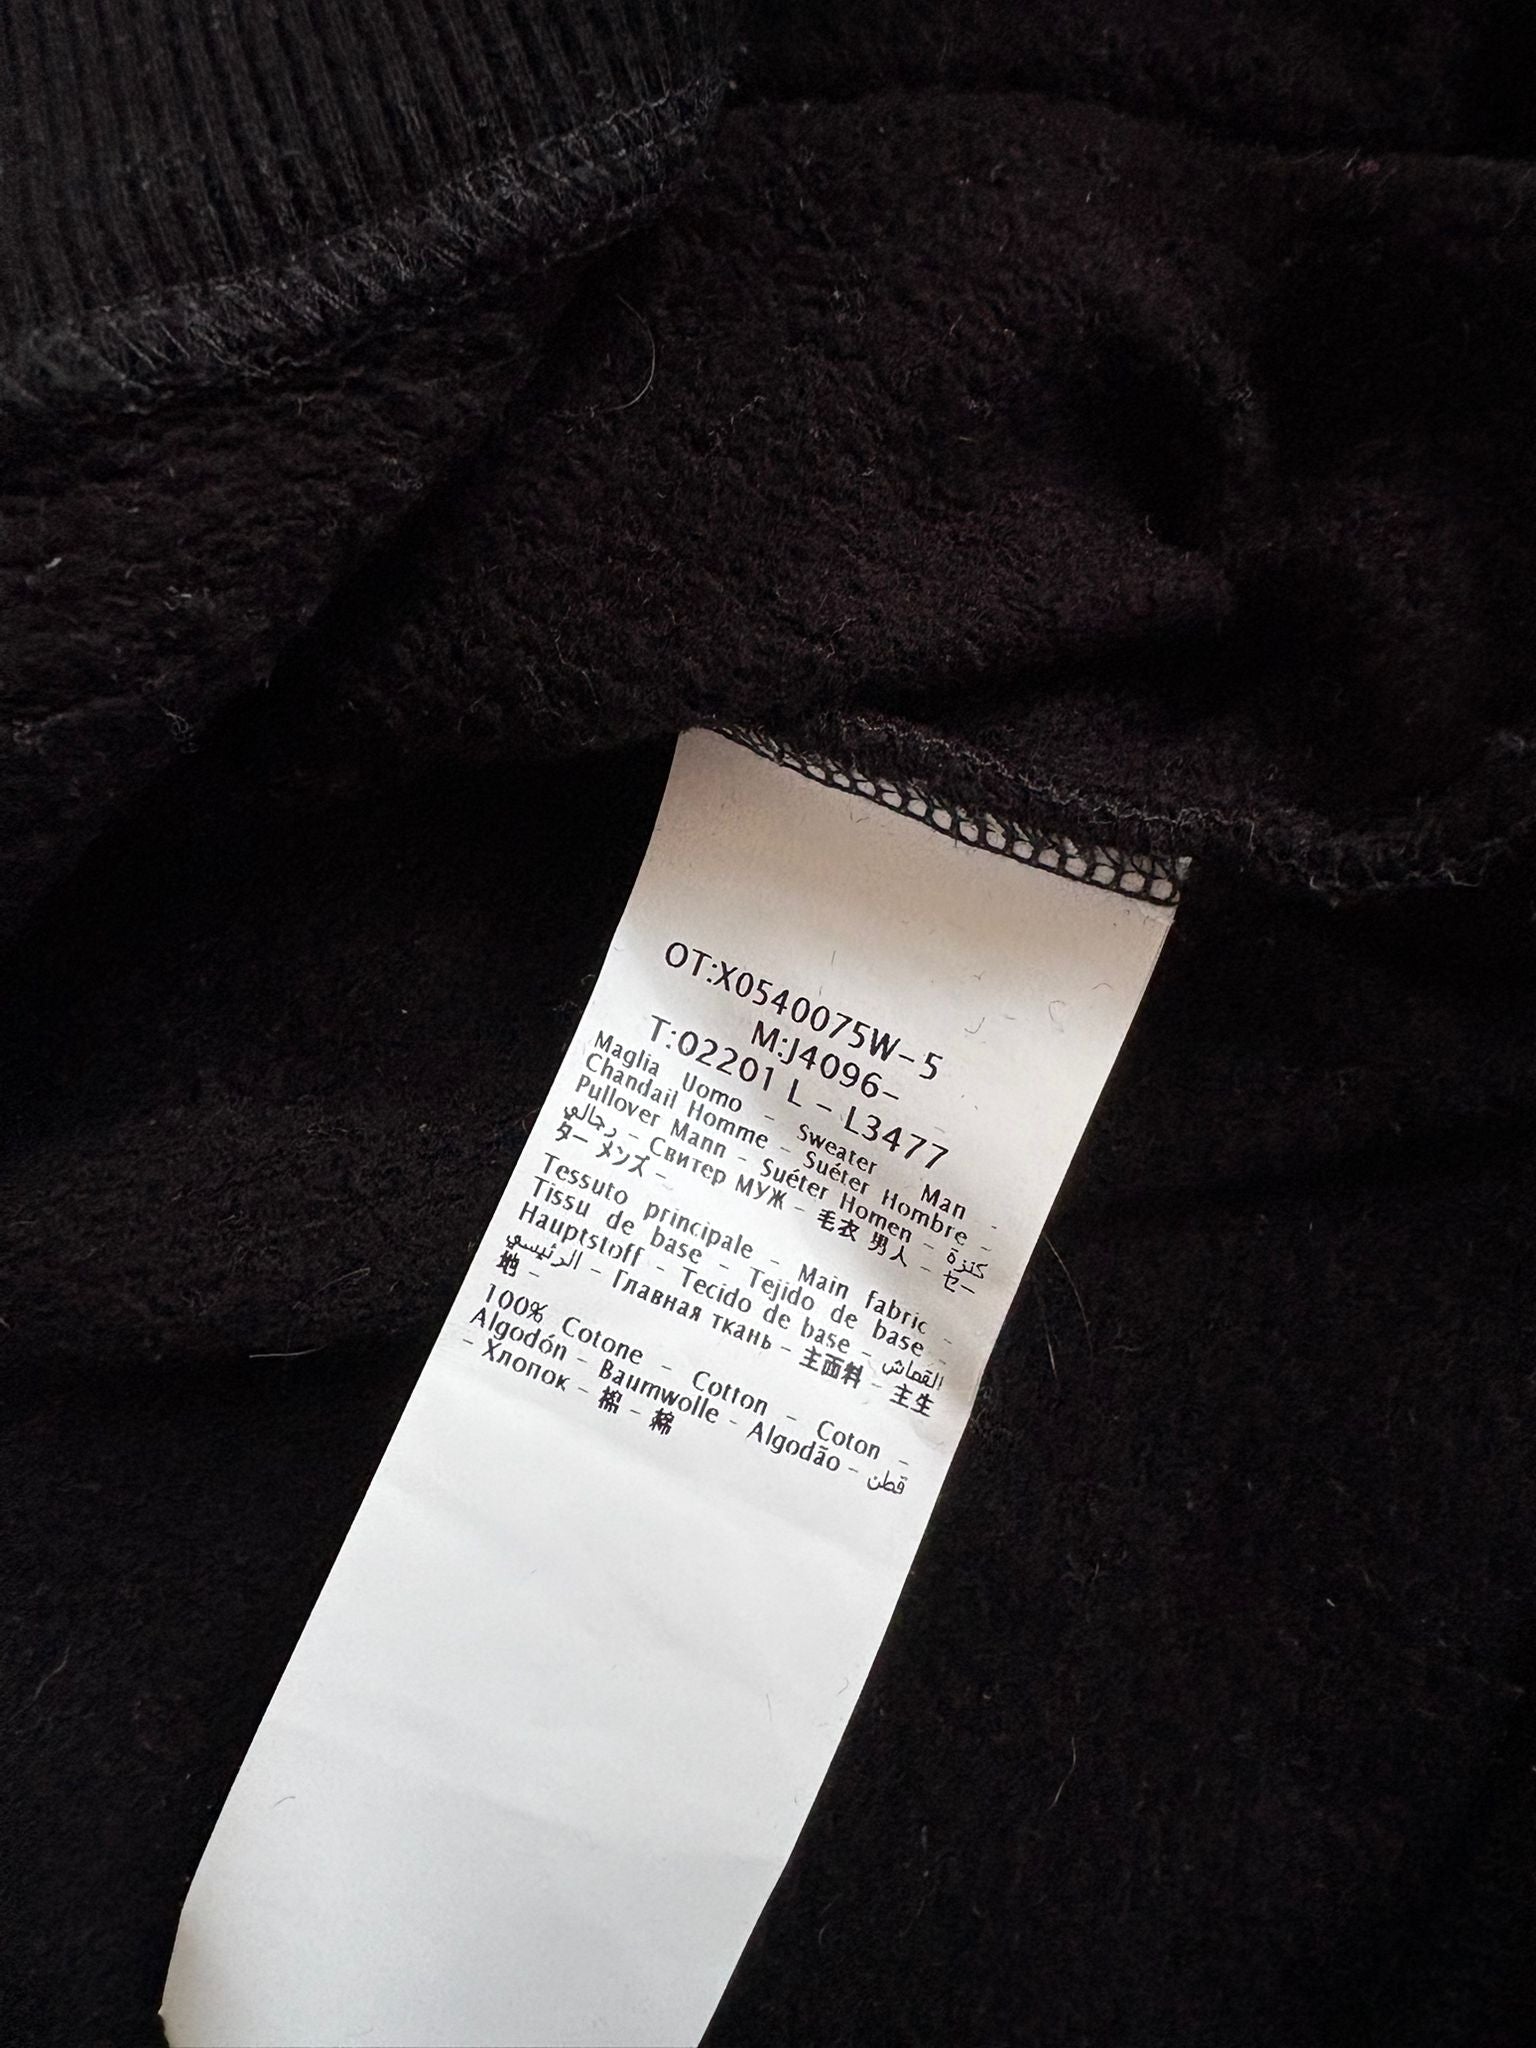 OT:X0540075W-5
M:J4096-
T:02201 L - L3477
Maglia Uomo - Sweater Man -
Chandail Homme - Suéter Hombre -
Pullover Mann - Suéter Homen - كنزة
رجالي - Свитер МУЖ - 毛衣 男人 - セー
ター メンズ -
Tessuto principale - Main fabric -
Tissu de base - Tejido de base -
Hauptstoff - Tecido de base - القماش
الرئيسي - Главная ткань - 主面料 - 主生
地 -
100% Cotone - Cotton - Coton -
Algodón - Baumwolle - Algodão - قطن
- Хлопок - 棉 - 綿